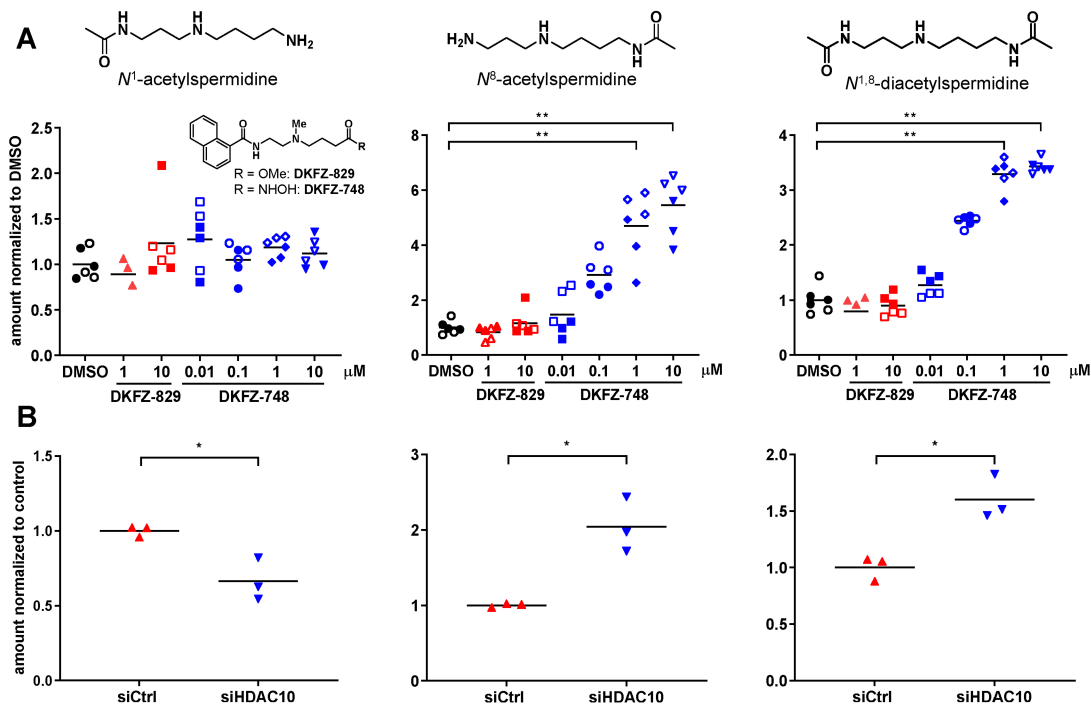 A
N¹-acetylspermidine
N⁸-acetylspermidine
N¹,⁸-diacetylspermidine
H
N
O
H
N
NH₂
NH₂
H
N
N
H
O
O
H
N
H
N
N
H
O
amount normalized to DMSO
2.5
2.0
1.5
1.0
0.5
0.0
O
N
H
Me
N
O
R
R = OMe: DKFZ-829
R = NHOH: DKFZ-748
DMSO 1 10 0.01 0.1 1 10 µM
DKFZ-829 DKFZ-748
8
6
4
2
0
**
**
DMSO 1 10 0.01 0.1 1 10 µM
DKFZ-829 DKFZ-748
4
3
2
1
0
**
**
DMSO 1 10 0.01 0.1 1 10 µM
DKFZ-829 DKFZ-748
B
amount normalized to control
1.5
1.0
0.5
0.0
*
siCtrl siHDAC10
3
2
1
0
*
siCtrl siHDAC10
2.0
1.5
1.0
0.5
0.0
*
siCtrl siHDAC10